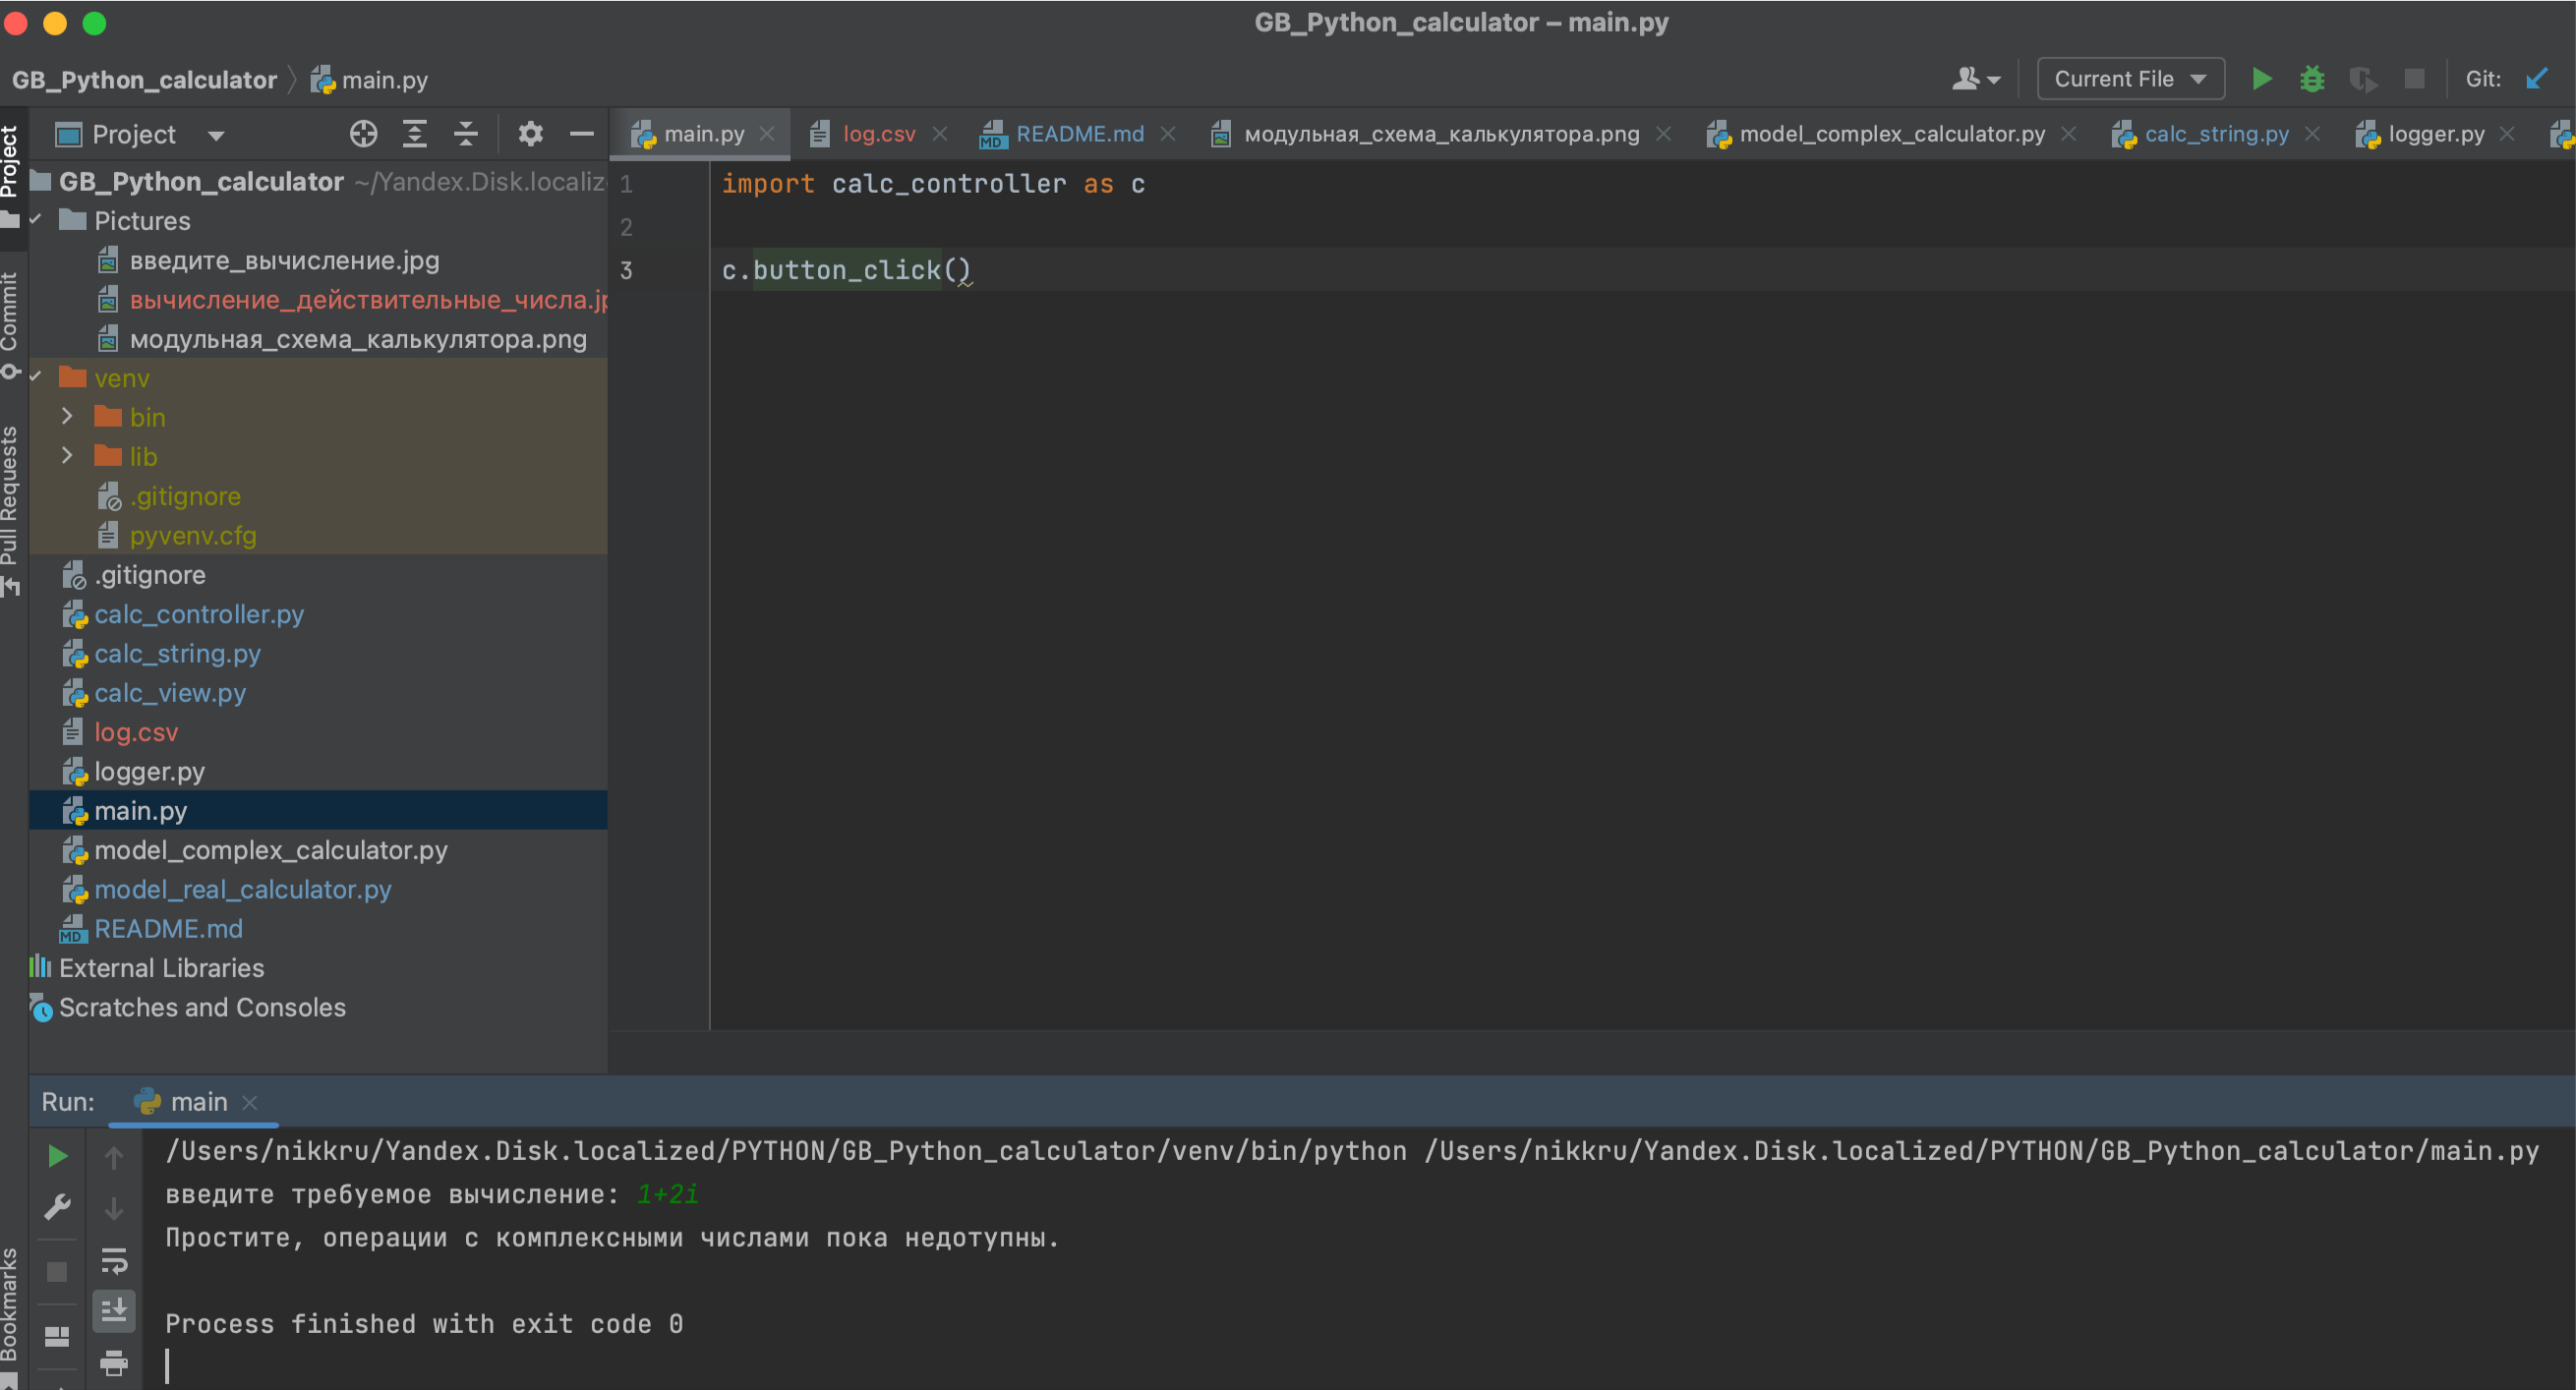 GB_Python_calculator – main.py
GB_Python_calculator main.py
Current File
Git:
Project
main.py
log.csv
README.md
модульная_схема_калькулятора.png
model_complex_calculator.py
calc_string.py
logger.py
Project
Commit
Pull Requests
Bookmarks
GB_Python_calculator ~/Yandex.Disk.localiz
Pictures
введите_вычисление.jpg
вычисление_действительные_числа.jp
модульная_схема_калькулятора.png
venv
bin
lib
.gitignore
pyvenv.cfg
.gitignore
calc_controller.py
calc_string.py
calc_view.py
log.csv
logger.py
main.py
model_complex_calculator.py
model_real_calculator.py
README.md
External Libraries
Scratches and Consoles
1 import calc_controller as c
2
3 c.button_click()
Run: main
/Users/nikkru/Yandex.Disk.localized/PYTHON/GB_Python_calculator/venv/bin/python /Users/nikkru/Yandex.Disk.localized/PYTHON/GB_Python_calculator/main.py
введите требуемое вычисление: 1+2i
Простите, операции с комплексными числами пока недотупны.
Process finished with exit code 0